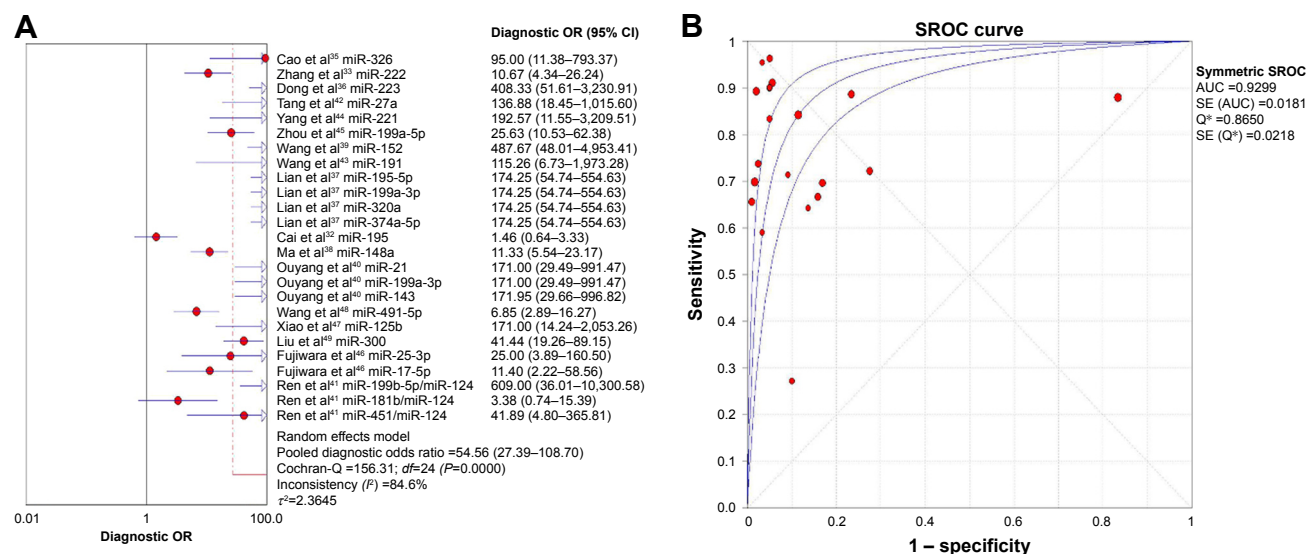 A
Diagnostic OR (95% CI)
Cao et al³⁵ miR-326 95.00 (11.38–793.37)
Zhang et al³³ miR-222 10.67 (4.34–26.24)
Dong et al³⁶ miR-223 408.33 (51.61–3,230.91)
Tang et al⁴² miR-27a 136.88 (18.45–1,015.60)
Yang et al⁴⁴ miR-221 192.57 (11.55–3,209.51)
Zhou et al⁴⁵ miR-199a-5p 25.63 (10.53–62.38)
Wang et al³⁹ miR-152 487.67 (48.01–4,953.41)
Wang et al⁴³ miR-191 115.26 (6.73–1,973.28)
Lian et al³⁷ miR-195-5p 174.25 (54.74–554.63)
Lian et al³⁷ miR-199a-3p 174.25 (54.74–554.63)
Lian et al³⁷ miR-320a 174.25 (54.74–554.63)
Lian et al³⁷ miR-374a-5p 174.25 (54.74–554.63)
Cai et al³² miR-195 1.46 (0.64–3.33)
Ma et al³⁸ miR-148a 11.33 (5.54–23.17)
Ouyang et al⁴⁰ miR-21 171.00 (29.49–991.47)
Ouyang et al⁴⁰ miR-199a-3p 171.00 (29.49–991.47)
Ouyang et al⁴⁰ miR-143 171.95 (29.66–996.82)
Wang et al⁴⁸ miR-491-5p 6.85 (2.89–16.27)
Xiao et al⁴⁷ miR-125b 171.00 (14.24–2,053.26)
Liu et al⁴⁹ miR-300 41.44 (19.26–89.15)
Fujiwara et al⁴⁶ miR-25-3p 25.00 (3.89–160.50)
Fujiwara et al⁴⁶ miR-17-5p 11.40 (2.22–58.56)
Ren et al⁴¹ miR-199b-5p/miR-124 609.00 (36.01–10,300.58)
Ren et al⁴¹ miR-181b/miR-124 3.38 (0.74–15.39)
Ren et al⁴¹ miR-451/miR-124 41.89 (4.80–365.81)
Random effects model
Pooled diagnostic odds ratio =54.56 (27.39–108.70)
Cochran-Q =156.31; df=24 (P=0.0000)
Inconsistency (I²) =84.6%
τ²=2.3645
0.01 1 100.0
Diagnostic OR
B
SROC curve
Sensitivity
1
0.9
0.8
0.7
0.6
0.5
0.4
0.3
0.2
0.1
0.0
0 0.2 0.4 0.6 0.8 1
1 – specificity
Symmetric SROC
AUC =0.9299
SE (AUC) =0.0181
Q* =0.8650
SE (Q*) =0.0218